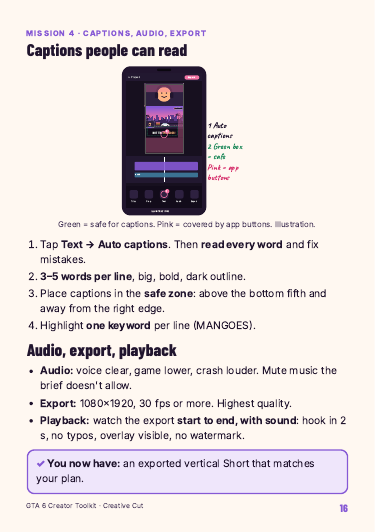 MISSION 4 · CAPTIONS, AUDIO, EXPORT
Captions people can read
1 Auto
captions
2 Green box
= safe
Pink = app
buttons
Green = safe for captions. Pink = covered by app buttons. Illustration.
1. Tap Text → Auto captions. Then read every word and fix
mistakes.
2. 3–5 words per line, big, bold, dark outline.
3. Place captions in the safe zone: above the bottom fifth and
away from the right edge.
4. Highlight one keyword per line (MANGOES).
Audio, export, playback
• Audio: voice clear, game lower, crash louder. Mute music the
brief doesn't allow.
• Export: 1080×1920, 30 fps or more. Highest quality.
• Playback: watch the export start to end, with sound: hook in 2
s, no typos, overlay visible, no watermark.
✔ You now have: an exported vertical Short that matches
your plan.
GTA 6 Creator Toolkit · Creative Cut
16